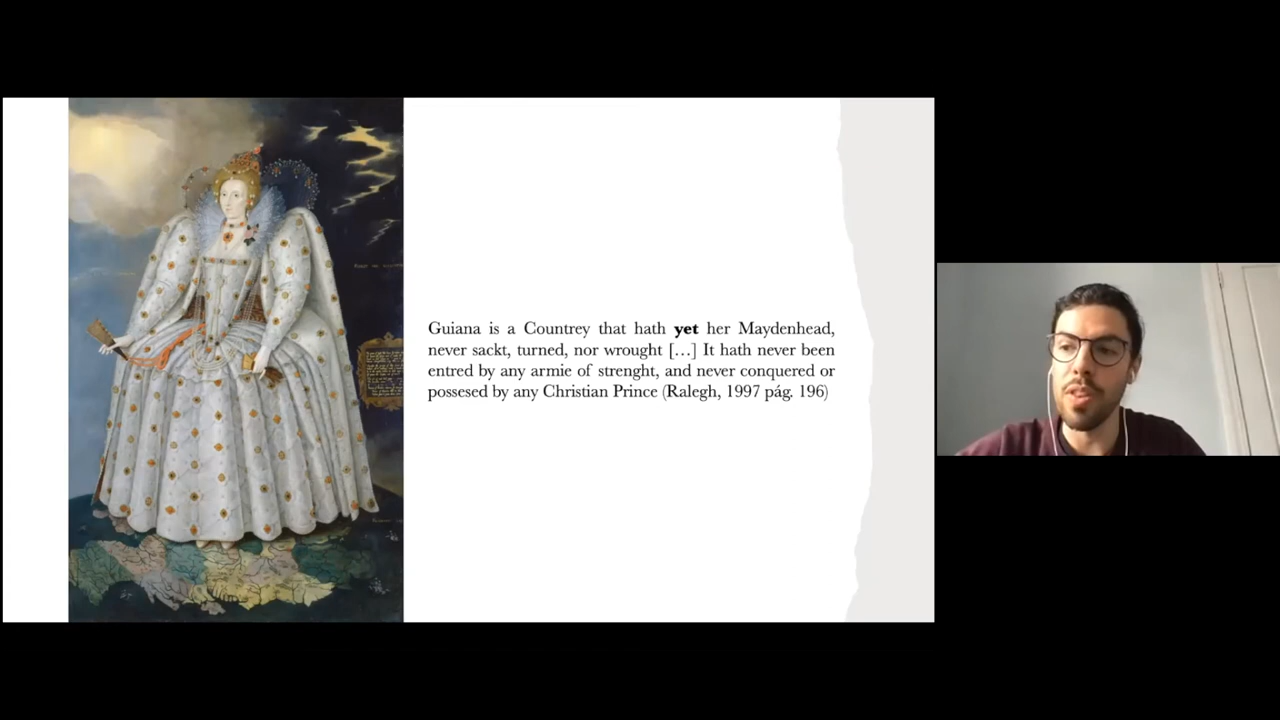 Guiana is a Countrey that hath yet her Maydenhead,
never sackt, turned, nor wrought […] It hath never been
entred by any armie of strenght, and never conquered or
possesed by any Christian Prince (Ralegh, 1997 pág. 196)